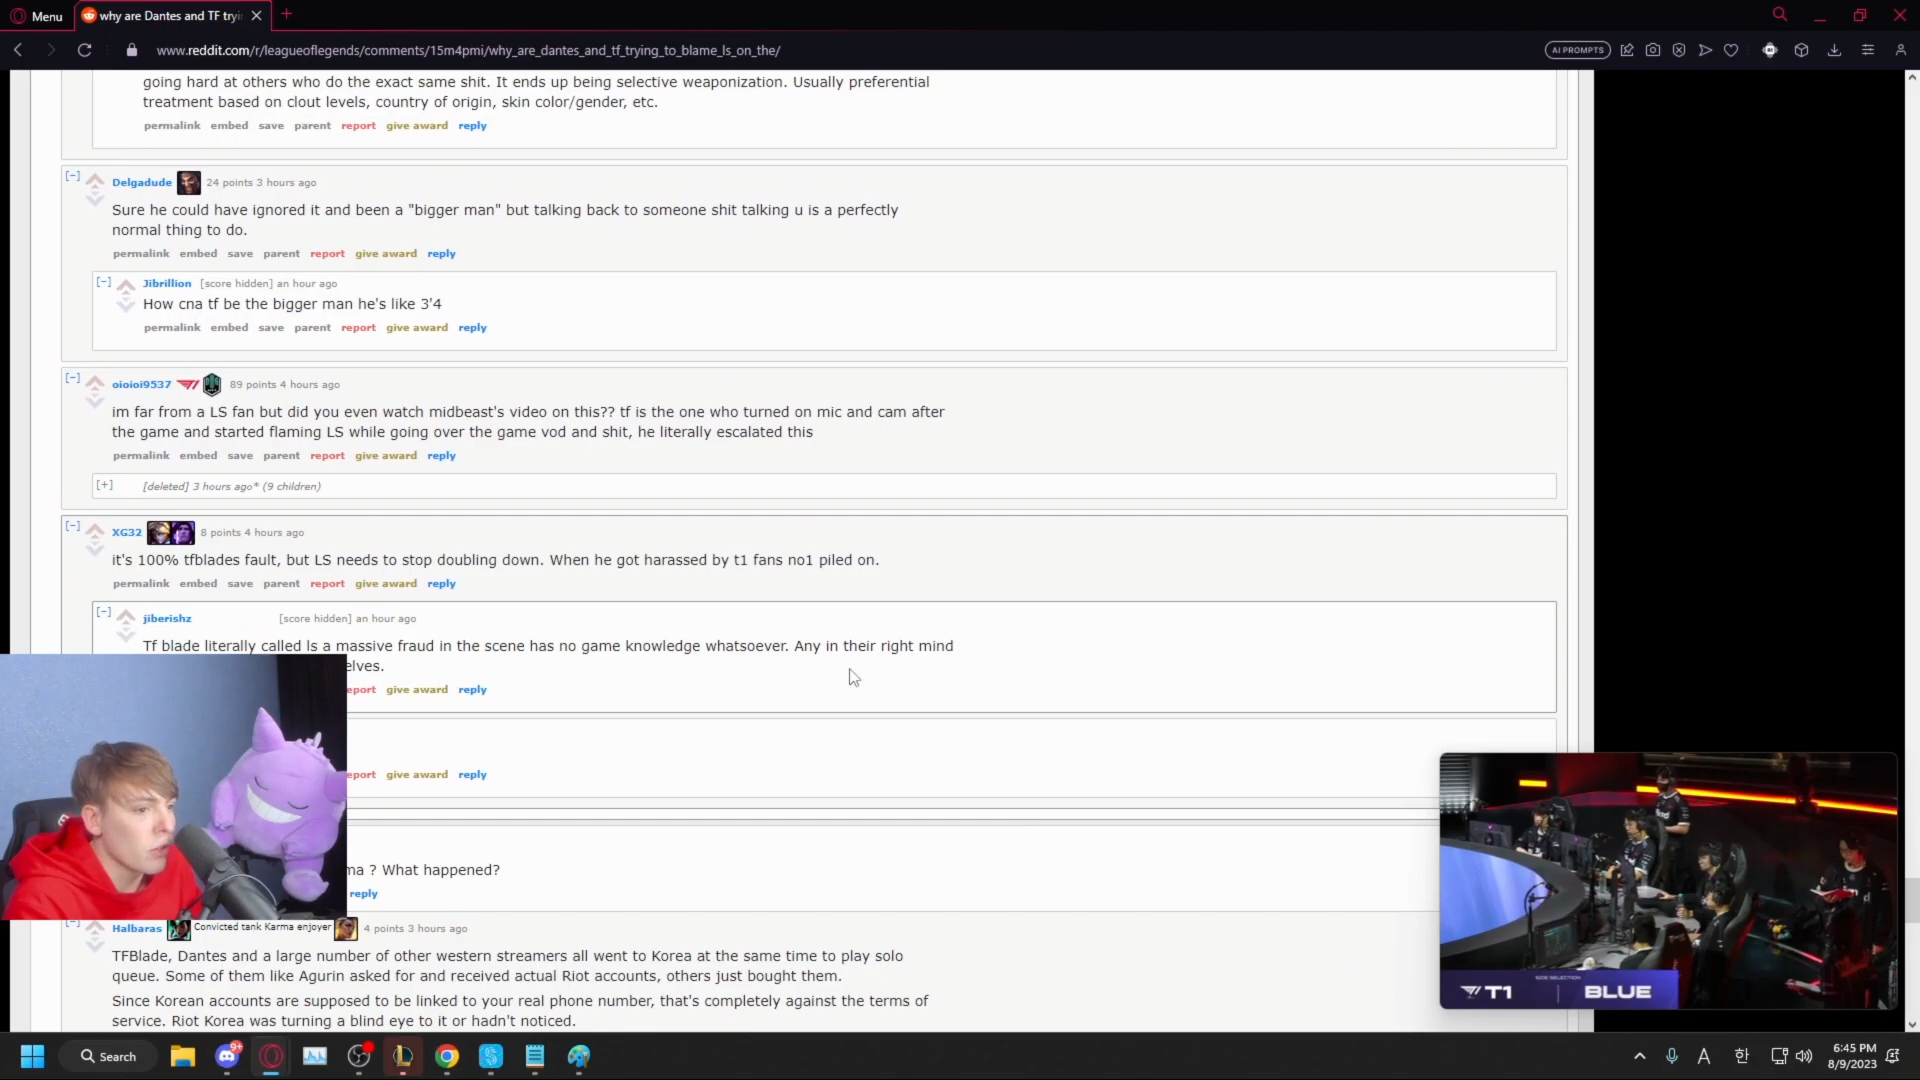 Menu
why are Dantes and TF tryi
www.reddit.com/r/leagueoflegends/comments/15m4pmi/why_are_dantes_and_tf_trying_to_blame_ls_on_the/
AI PROMPTS
going hard at others who do the exact same shit. It ends up being selective weaponization. Usually preferential
treatment based on clout levels, country of origin, skin color/gender, etc.
permalink embed save parent report give award reply
[-] Delgadude 24 points 3 hours ago
Sure he could have ignored it and been a "bigger man" but talking back to someone shit talking u is a perfectly
normal thing to do.
permalink embed save parent report give award reply
[-] Jibrillion [score hidden] an hour ago
How cna tf be the bigger man he's like 3'4
permalink embed save parent report give award reply
[-] oioioi9537 89 points 4 hours ago
im far from a LS fan but did you even watch midbeast's video on this?? tf is the one who turned on mic and cam after
the game and started flaming LS while going over the game vod and shit, he literally escalated this
permalink embed save parent report give award reply
[+] [deleted] 3 hours ago* (9 children)
[-] XG32 8 points 4 hours ago
it's 100% tfblades fault, but LS needs to stop doubling down. When he got harassed by t1 fans no1 piled on.
permalink embed save parent report give award reply
[-] jiberishz [score hidden] an hour ago
Tf blade literally called ls a massive fraud in the scene has no game knowledge whatsoever. Any in their right mind
elves.
eport give award reply
eport give award reply
ma ? What happened?
reply
[-] Halbaras Convicted tank Karma enjoyer 4 points 3 hours ago
TFBlade, Dantes and a large number of other western streamers all went to Korea at the same time to play solo
queue. Some of them like Agurin asked for and received actual Riot accounts, others just bought them.
Since Korean accounts are supposed to be linked to your real phone number, that's completely against the terms of
service. Riot Korea was turning a blind eye to it or hadn't noticed.
SIDE SELECTION
T1 BLUE
Search
9+
A 한
6:45 PM
8/9/2023